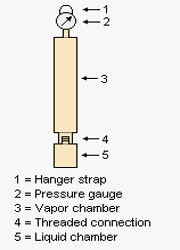 1
2
3
4
5
1 = Hanger strap
2 = Pressure gauge
3 = Vapor chamber
4 = Threaded connection
5 = Liquid chamber